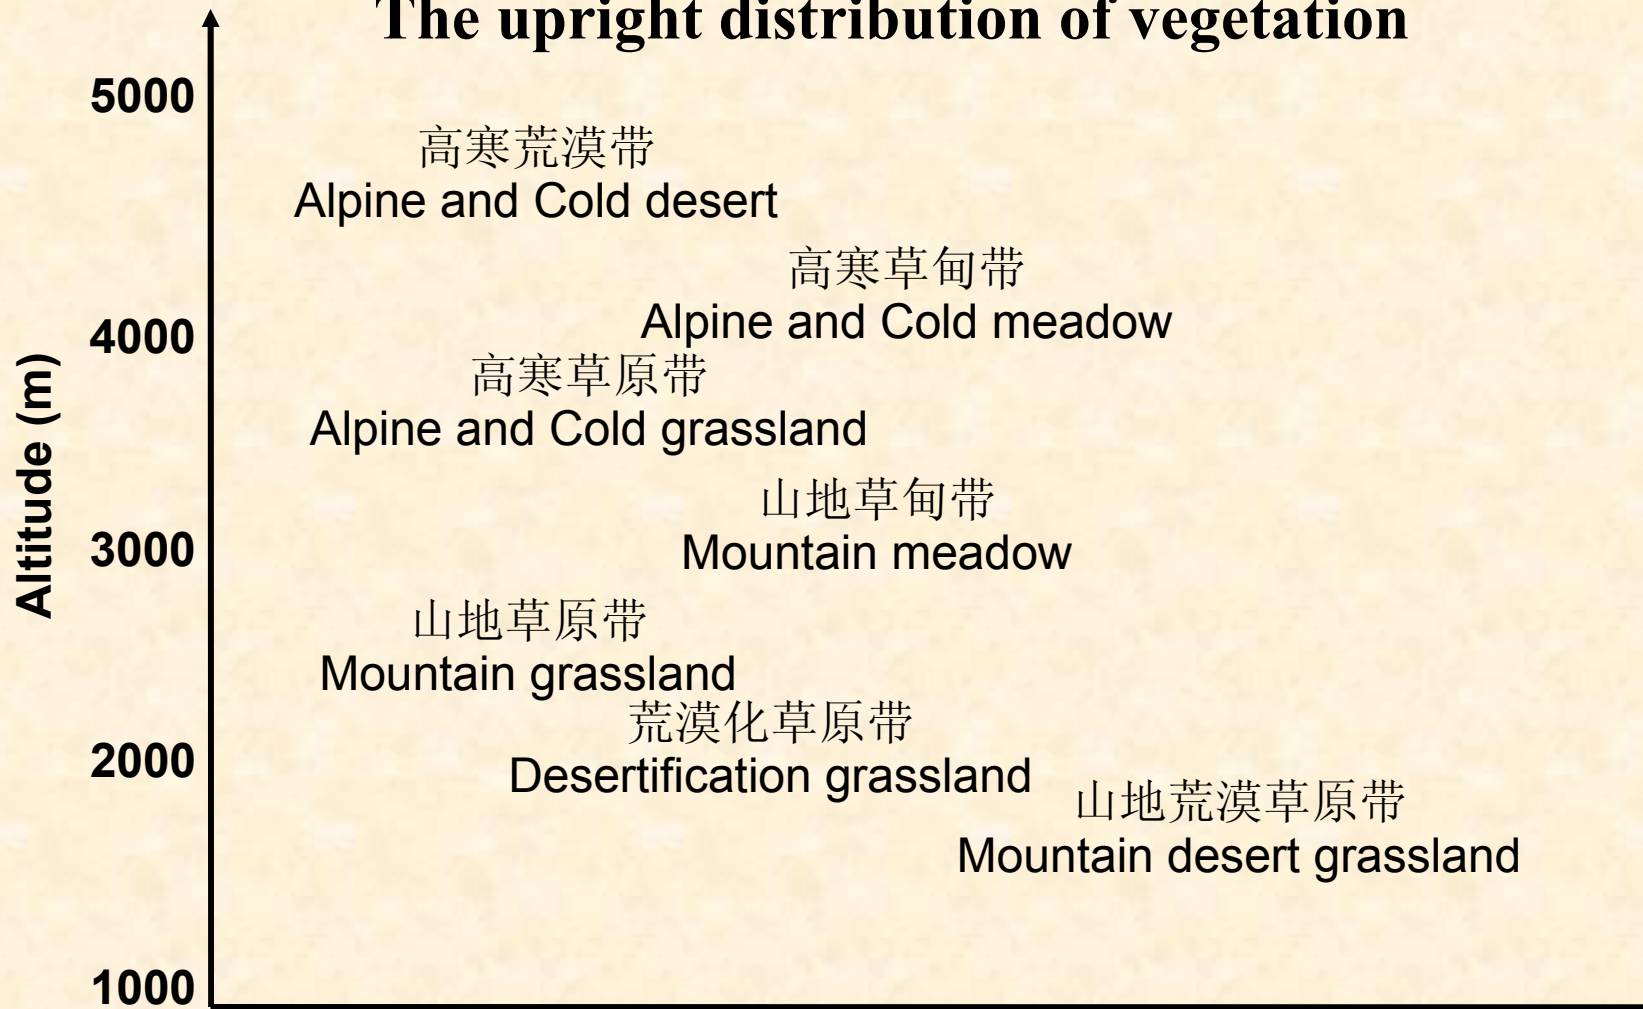 The upright distribution of vegetation
5000
高寒荒漠带
Alpine and Cold desert
高寒草甸带
Alpine and Cold meadow
4000
高寒草原带
Alpine and Cold grassland
Altitude (m)
山地草甸带
Mountain meadow
3000
山地草原带
Mountain grassland
荒漠化草原带
Desertification grassland
2000
山地荒漠草原带
Mountain desert grassland
1000